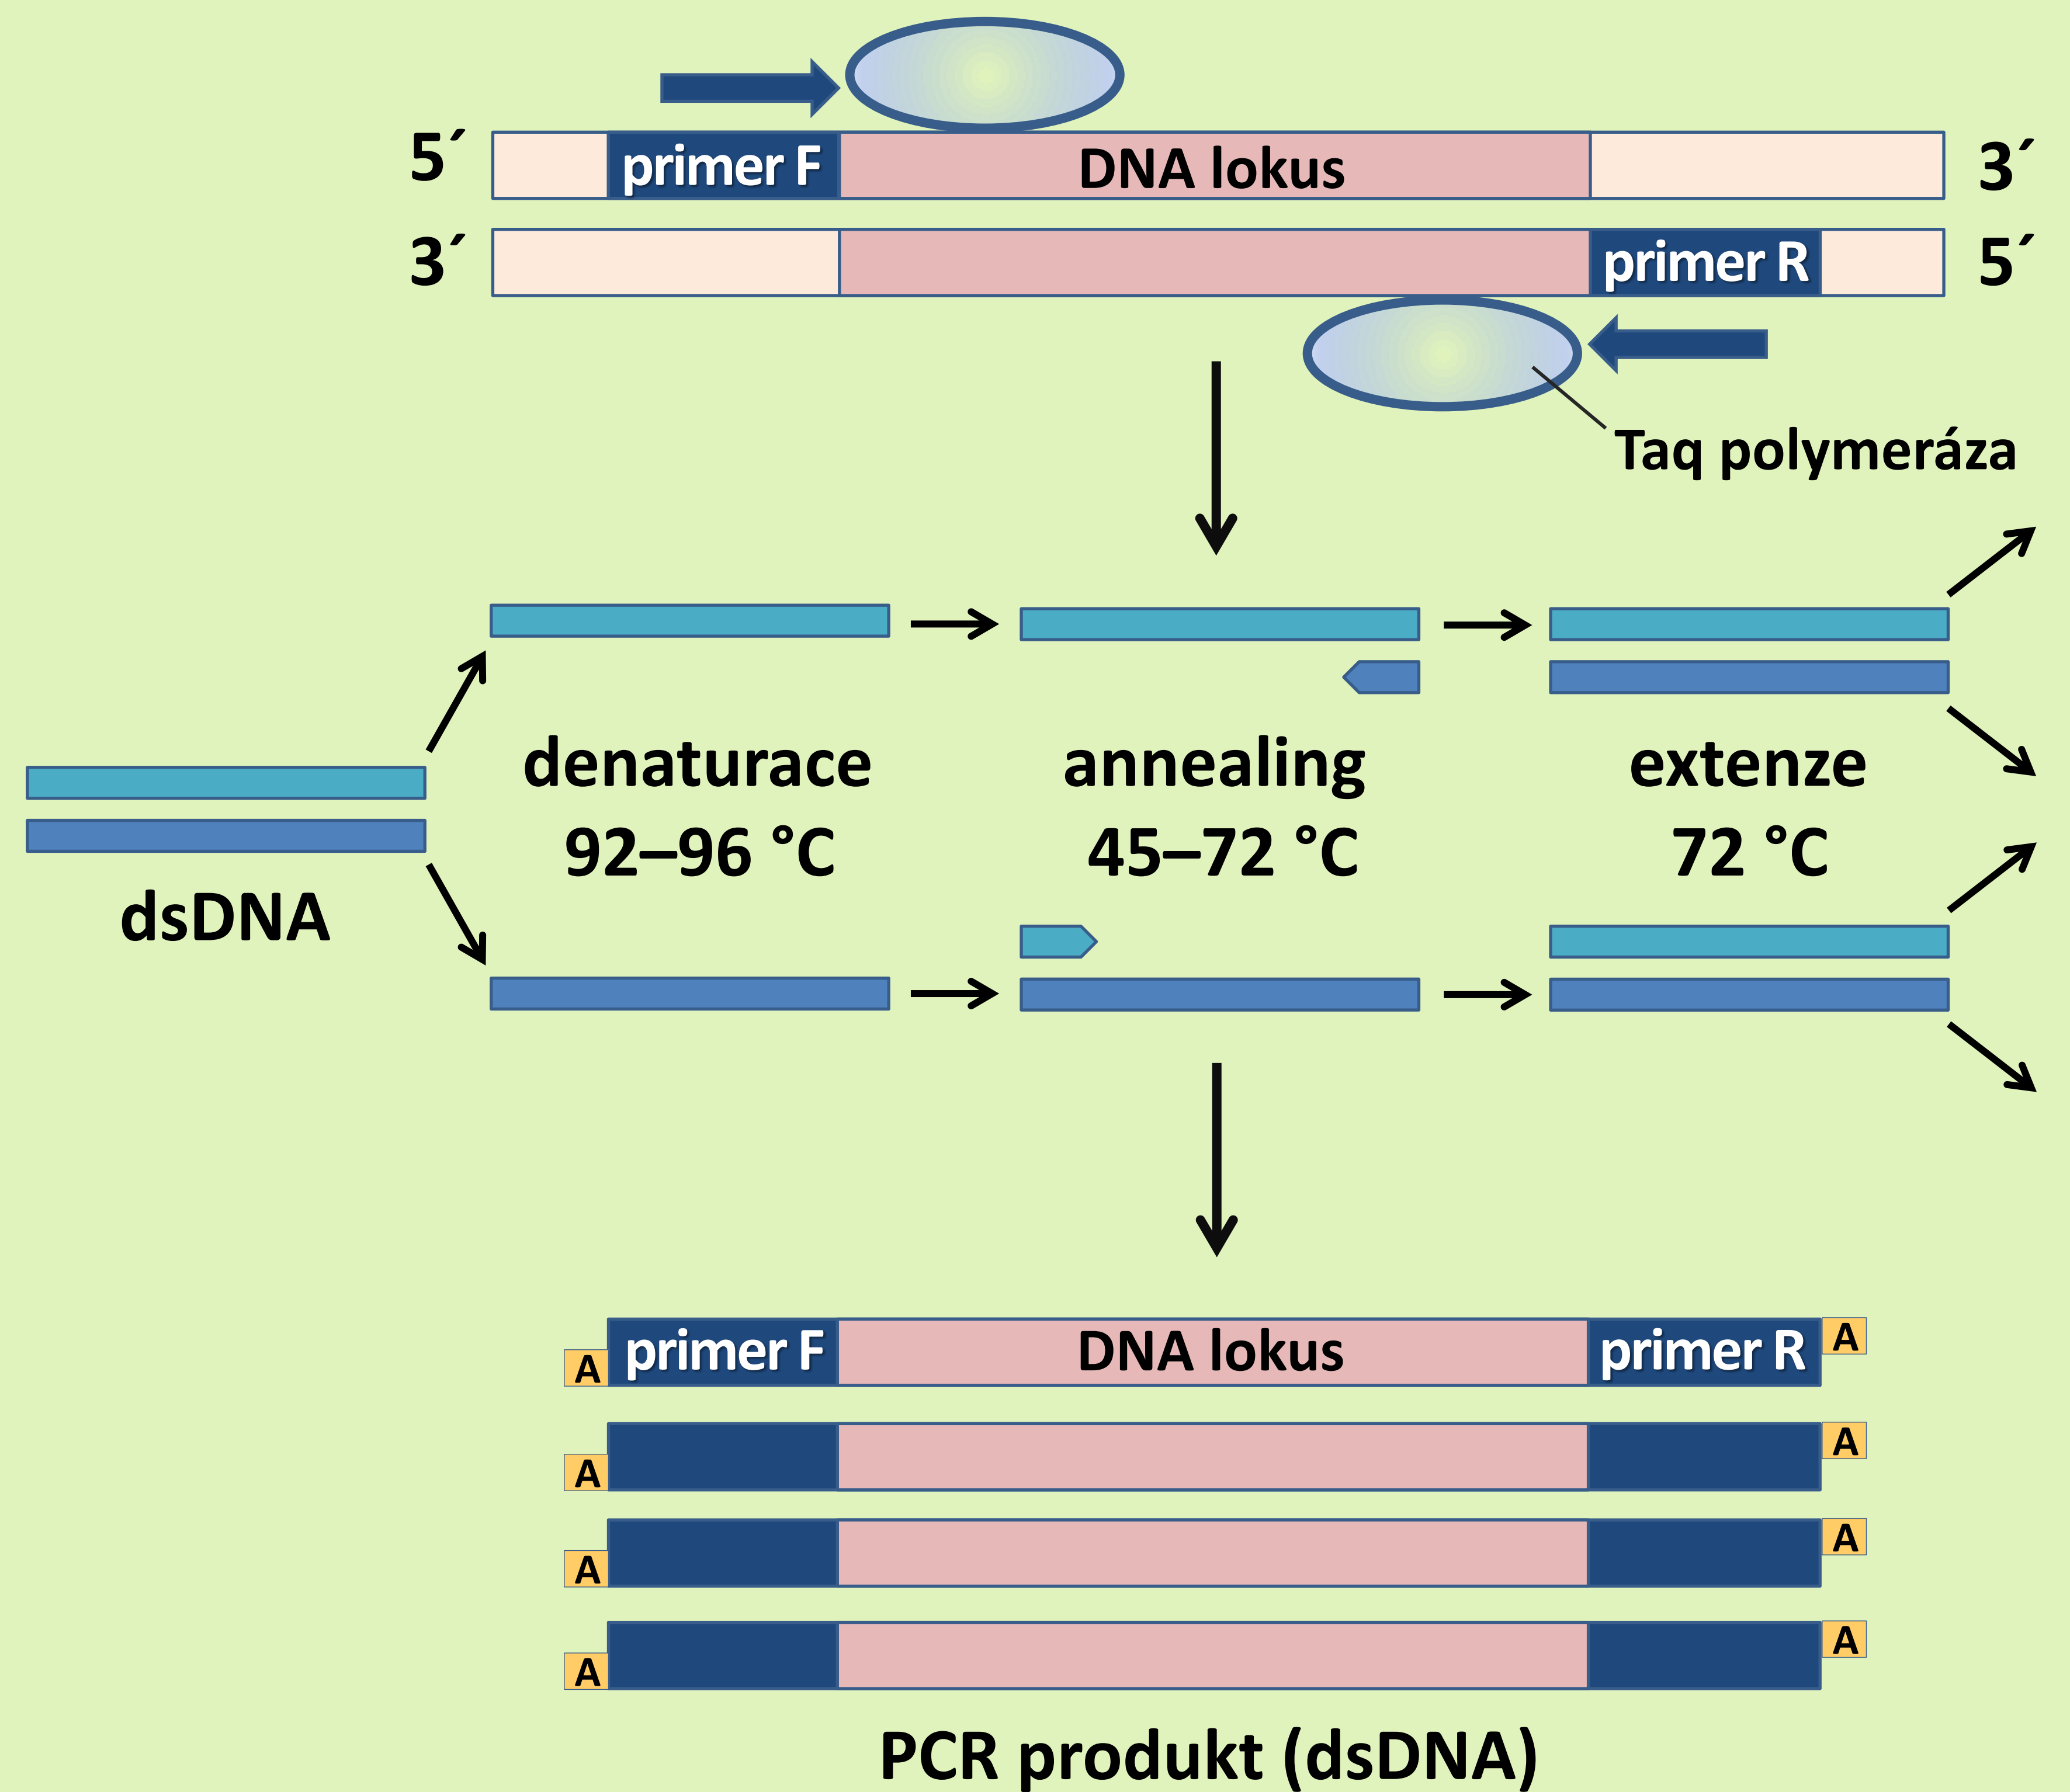 5´ primer F DNA lokus 3´
3´ primer R 5´
Taq polymeráza
dsDNA
denaturace
92–96 °C
annealing
45–72 °C
extenze
72 °C
A primer F DNA lokus primer R A
A A
A A
A A
PCR produkt (dsDNA)